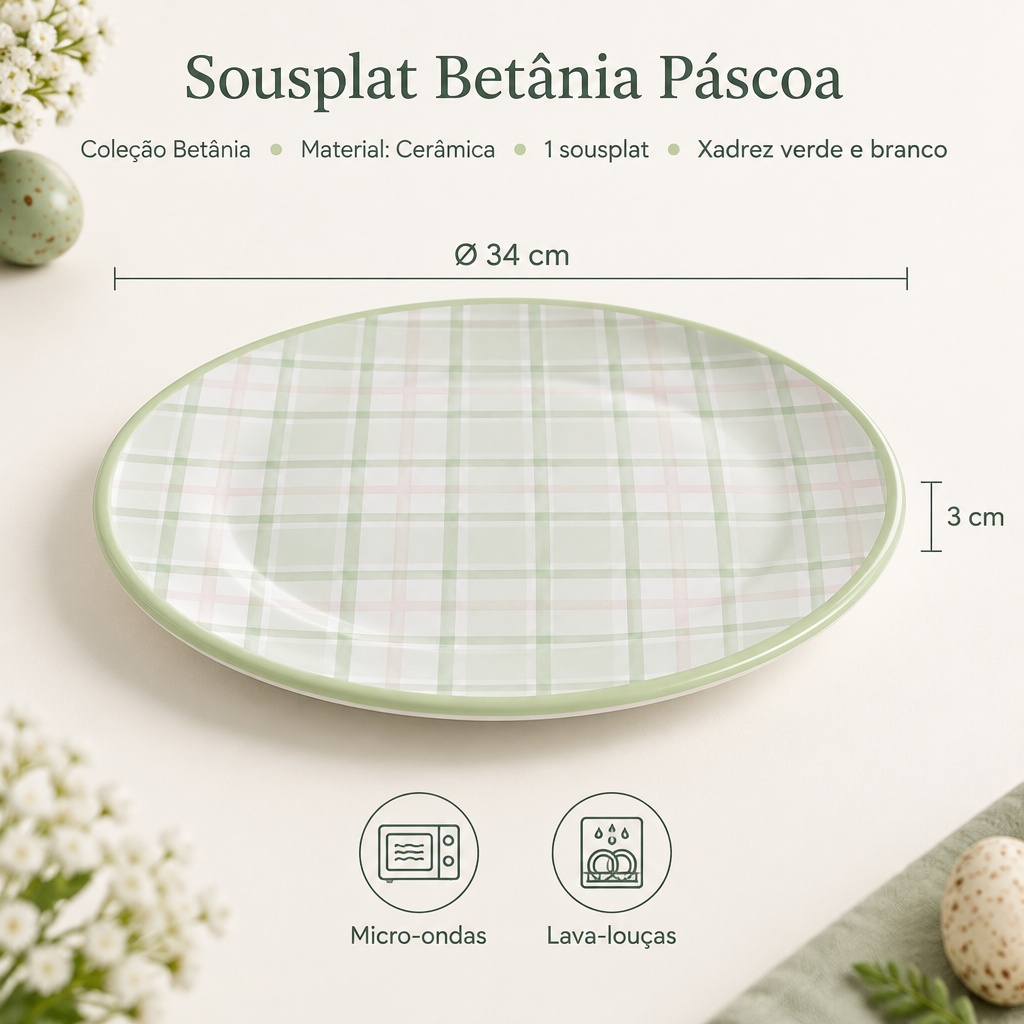 Sousplat Betânia Páscoa
Coleção Betânia • Material: Cerâmica • 1 sousplat • Xadrez verde e branco
Ø 34 cm
3 cm
Micro-ondas
Lava-louças